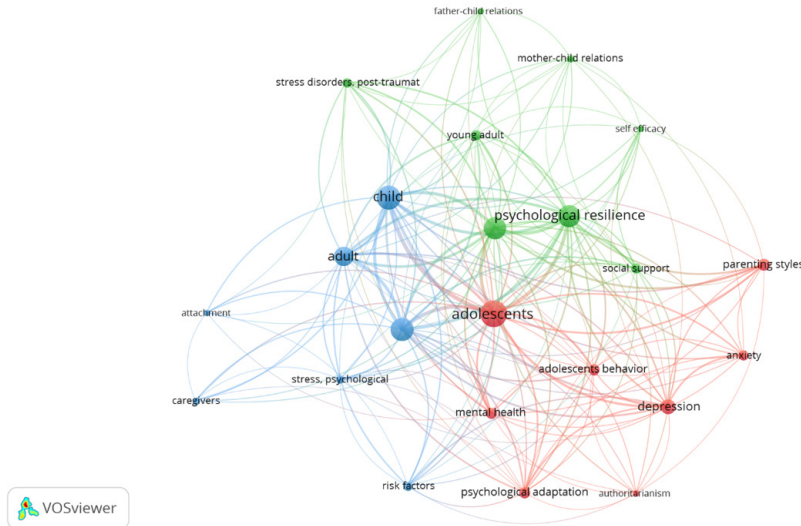 father-child relations
mother-child relations
stress disorders, post-traumat
young adult
self efficacy
child
psychological resilience
adult
social support
parenting styles
attachment
adolescents
anxiety
adolescents behavior
stress, psychological
caregivers
mental health
depression
risk factors
psychological adaptation
authoritarianism
VOSviewer